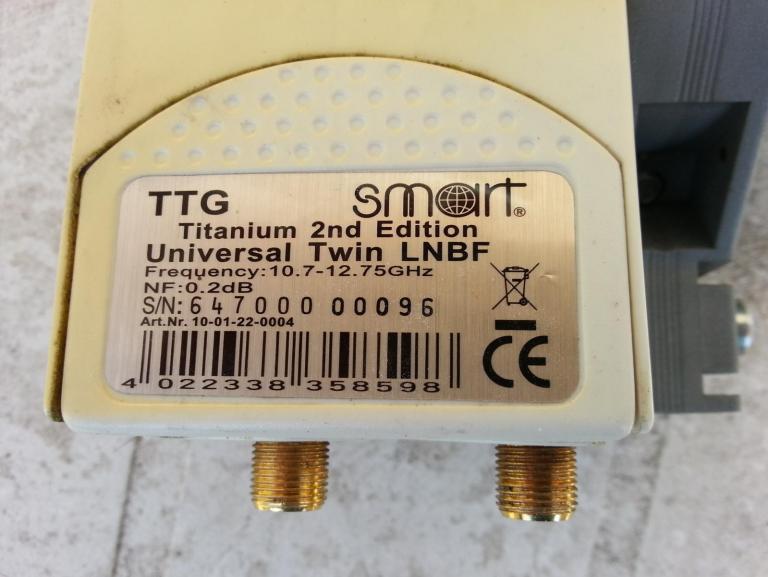 TTG smart®
Titanium 2nd Edition
Universal Twin LNBF
Frequency:10.7-12.75GHz
NF:0.2dB
S/N: 647000 00096
Art.Nr. 10-01-22-0004
4 022338 358598
CE